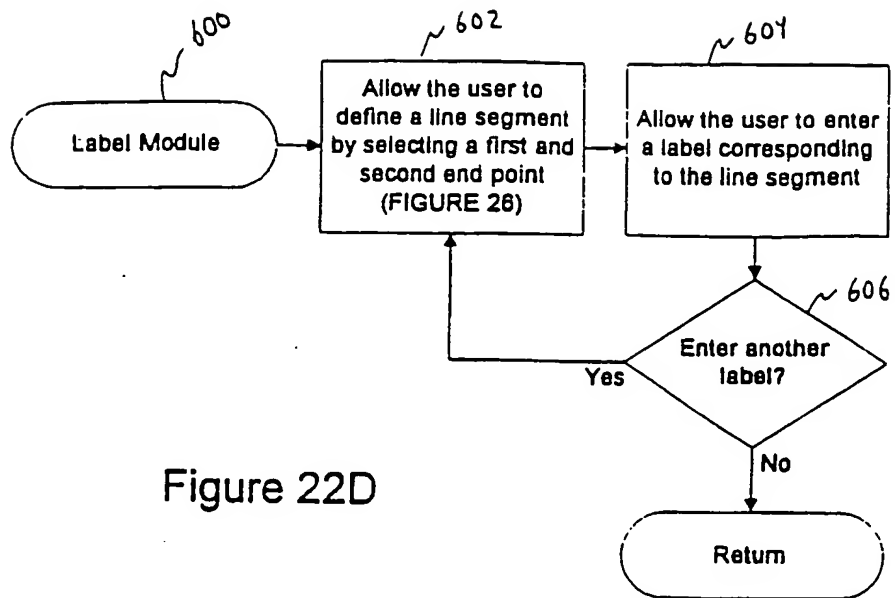 600
602
604
Label Module
Allow the user to
define a line segment
by selecting a first and
second end point
(FIGURE 26)
Allow the user to enter
a label corresponding
to the line segment
606
Enter another
label?
Yes
No
Figure 22D
Return